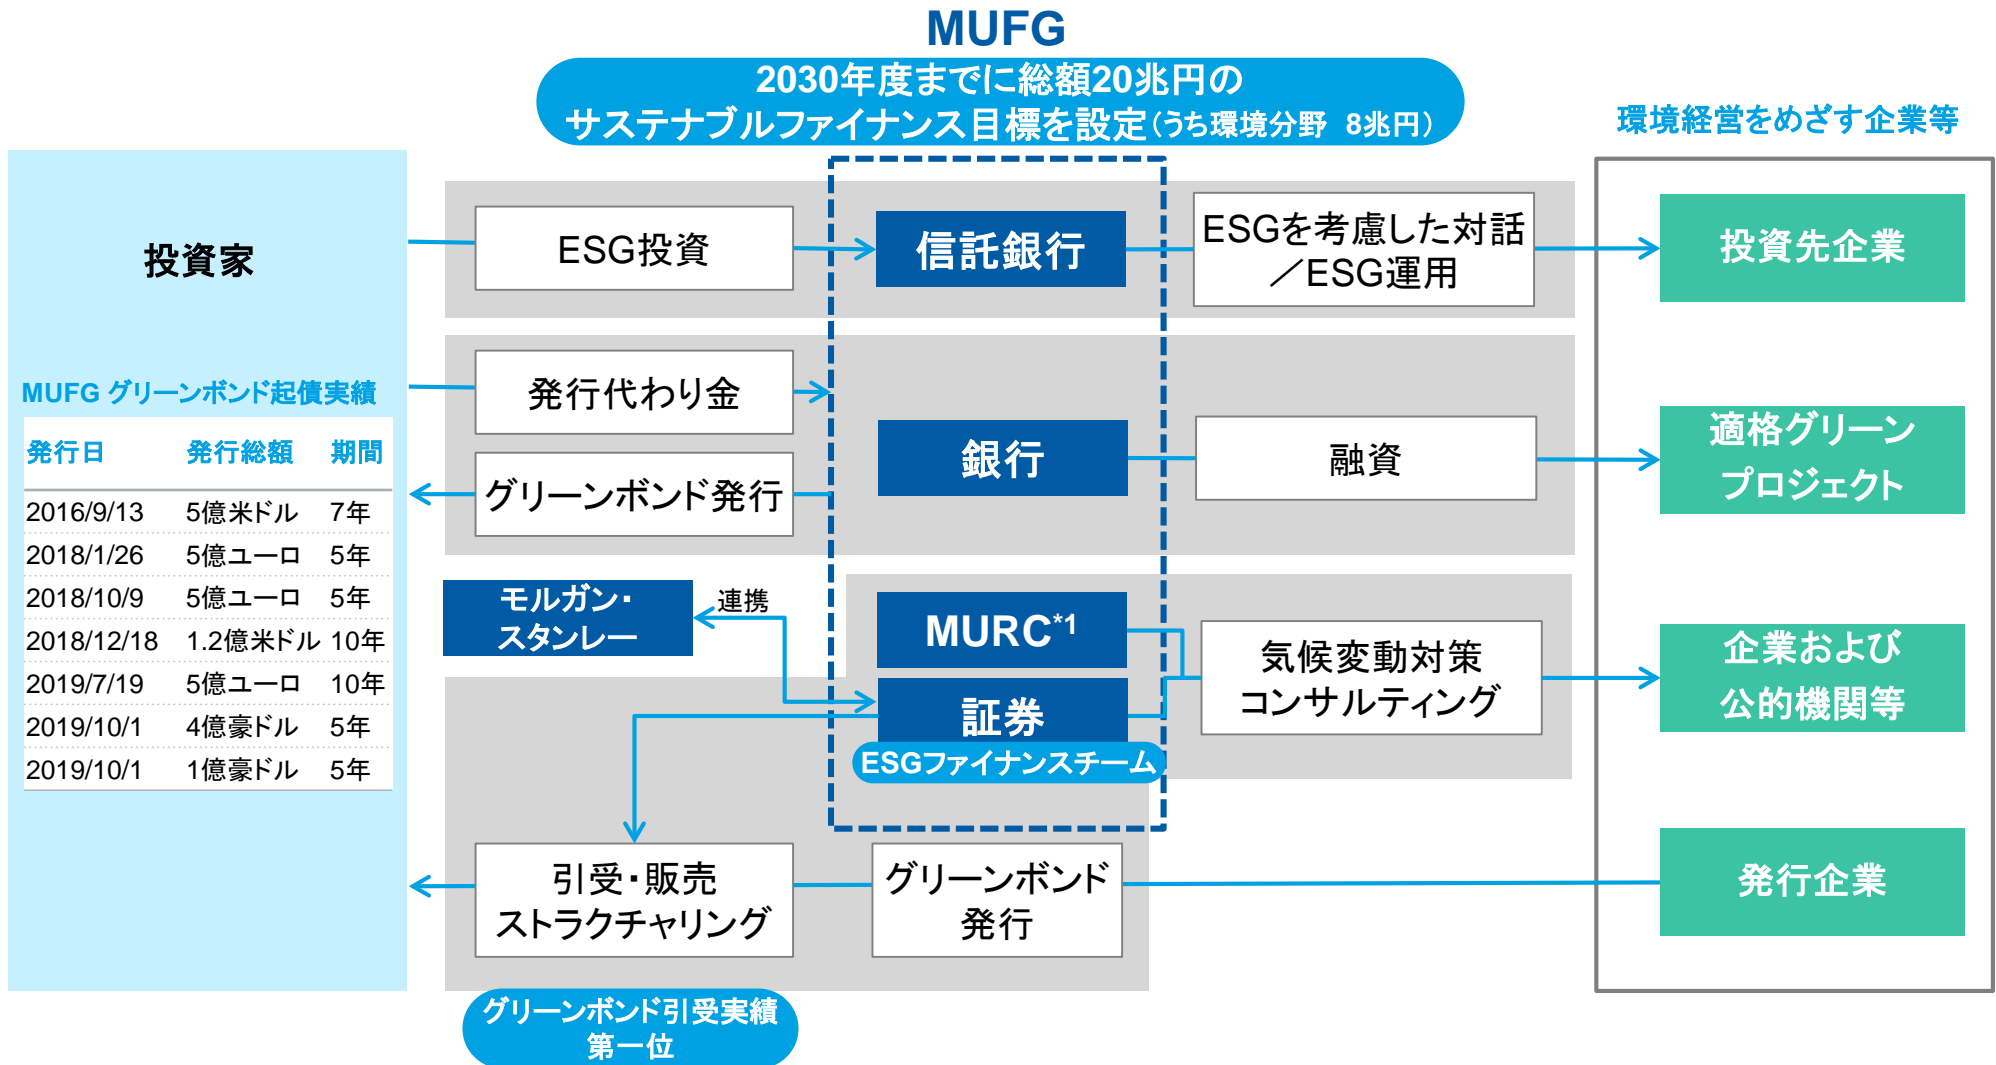 MUFG
2030年度までに総額20兆円の
サステナブルファイナンス目標を設定（うち環境分野 8兆円）
環境経営をめざす企業等
投資家
ESG投資
信託銀行
ESGを考慮した対話
／ESG運用
投資先企業
MUFG グリーンボンド起債実績
発行日 発行総額 期間
2016/9/13 5億米ドル 7年
2018/1/26 5億ユーロ 5年
2018/10/9 5億ユーロ 5年
2018/12/18 1.2億米ドル 10年
2019/7/19 5億ユーロ 10年
2019/10/1 4億豪ドル 5年
2019/10/1 1億豪ドル 5年
発行代わり金
グリーンボンド発行
銀行
融資
適格グリーン
プロジェクト
モルガン・
スタンレー
連携
MURC*1
証券
ESGファイナンスチーム
気候変動対策
コンサルティング
企業および
公的機関等
引受・販売
ストラクチャリング
グリーンボンド
発行
発行企業
グリーンボンド引受実績
第一位